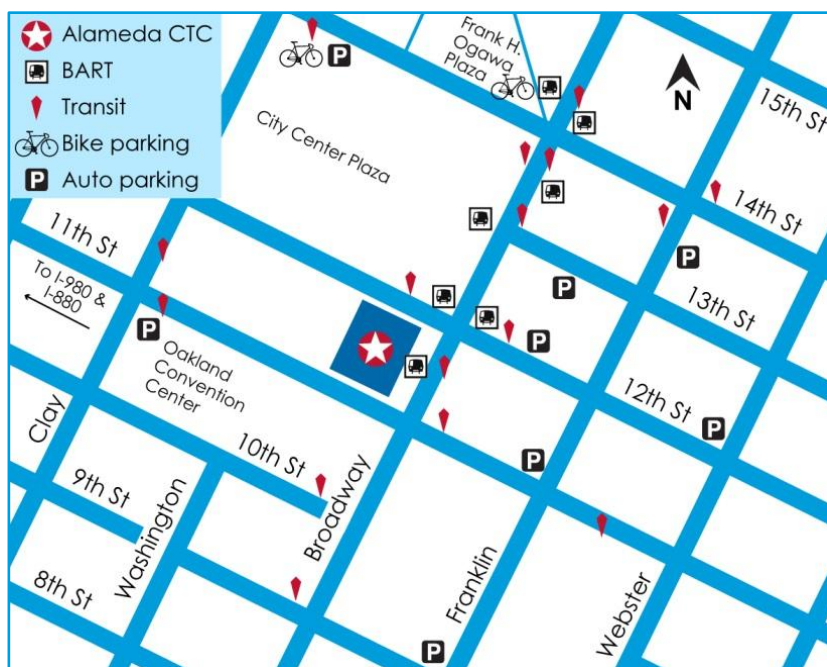 Alameda CTC
BART
Transit
Bike parking
P Auto parking
P
Frank H.
Ogawa
Plaza
N
15th St
City Center Plaza
14th St
11th St
P
To I-980 &
I-880
P
13th St
P
P
Oakland
Convention
Center
12th St
P
Clay
10th St
P
9th St
Washington
Broadway
8th St
Franklin
Webster
P